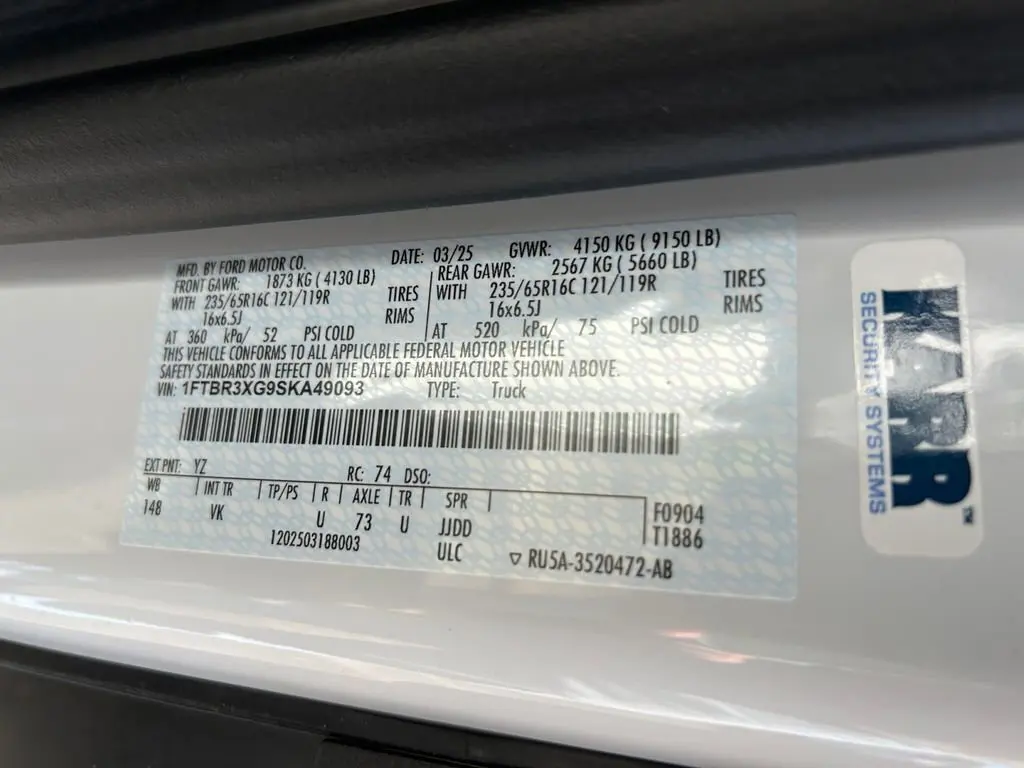 MFD. BY FORD MOTOR CO.
DATE: 03/25 GVWR: 4150 KG ( 9150 LB)
FRONT GAWR: 1873 KG ( 4130 LB)
WITH 235/65R16C 121/119R TIRES
16x6.5J RIMS
AT 360 kPa/ 52 PSI COLD
REAR GAWR: 2567 KG ( 5660 LB)
WITH 235/65R16C 121/119R TIRES
16x6.5J RIMS
AT 520 kPa/ 75 PSI COLD
THIS VEHICLE CONFORMS TO ALL APPLICABLE FEDERAL MOTOR VEHICLE
SAFETY STANDARDS IN EFFECT ON THE DATE OF MANUFACTURE SHOWN ABOVE.
VIN: 1FTBR3XG9SKA49093 TYPE: Truck
EXT PNT: YZ RC: 74 DSO:
WB INT TR TP/PS R AXLE TR SPR
148 VK U 73 U JJDD
F0904
T1886
1202503188003 ULC
RU5A-3520472-AB
KARR™
SECURITY SYSTEMS